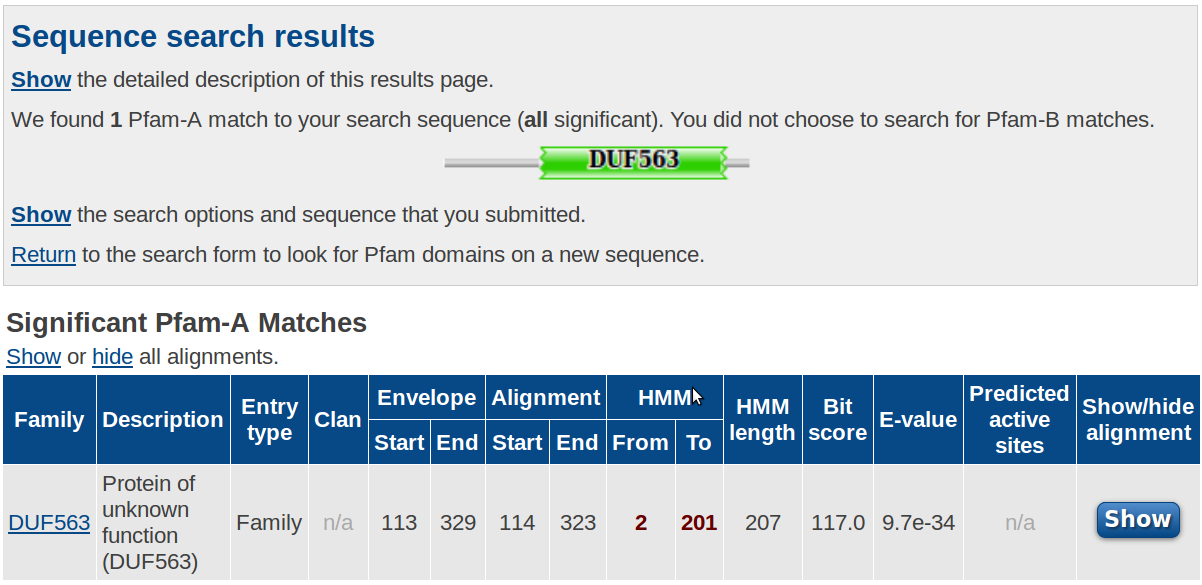 Sequence search results
Show the detailed description of this results page.
We found 1 Pfam-A match to your search sequence (all significant). You did not choose to search for Pfam-B matches.
DUF563
Show the search options and sequence that you submitted.
Return to the search form to look for Pfam domains on a new sequence.
Significant Pfam-A Matches
Show or hide all alignments.
Family Description Entry type Clan Envelope Alignment HMM HMM length Bit score E-value Predicted active sites Show/hide alignment
Start End Start End From To
DUF563 Protein of unknown function (DUF563) Family n/a 113 329 114 323 2 201 207 117.0 9.7e-34 n/a Show